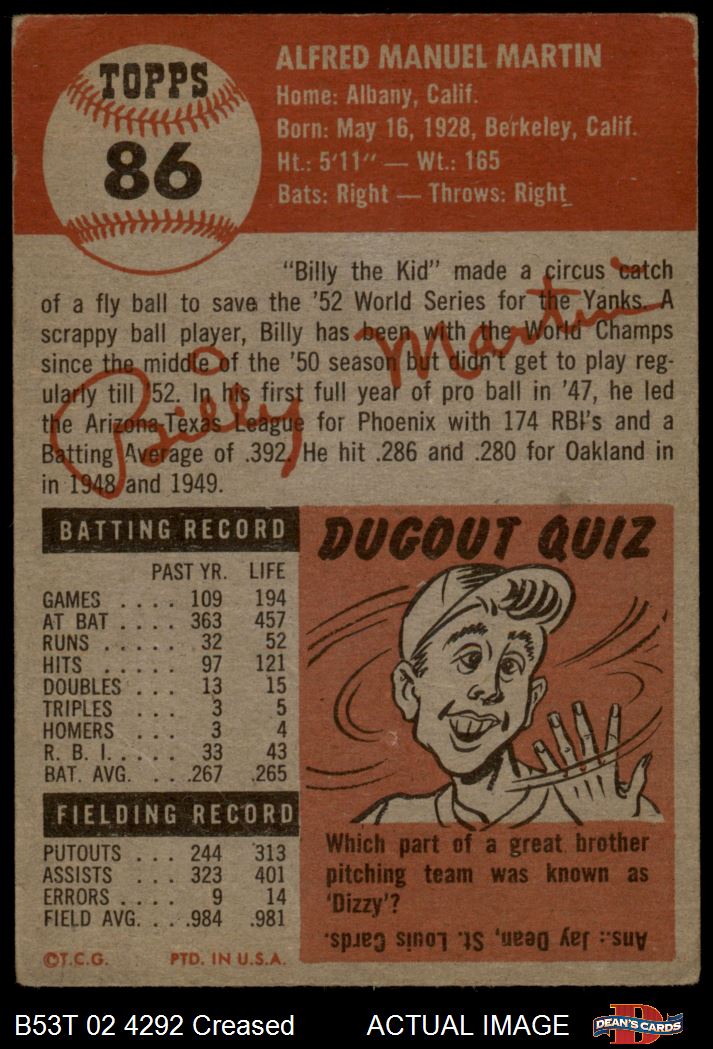 TOPPS
86
ALFRED MANUEL MARTIN
Home: Albany, Calif.
Born: May 16, 1928, Berkeley, Calif.
Ht.: 5'11" — Wt.: 165
Bats: Right — Throws: Right
"Billy the Kid" made a circus catch
of a fly ball to save the '52 World Series for the Yanks. A
scrappy ball player, Billy has been with the World Champs
since the middle of the '50 season but didn't get to play reg-
ularly till '52. In his first full year of pro ball in '47, he led
the Arizona-Texas League for Phoenix with 174 RBI's and a
Batting Average of .392. He hit .286 and .280 for Oakland in
in 1948 and 1949.
Billy Martin
BATTING RECORD
PAST YR. LIFE
GAMES . . . . 109 194
AT BAT . . . . 363 457
RUNS . . . . . 32 52
HITS . . . . . 97 121
DOUBLES . . . 13 15
TRIPLES . . . 3 5
HOMERS . . . 3 4
R. B. I. . . . . 33 43
BAT. AVG. . . .267 .265
FIELDING RECORD
PUTOUTS . . . 244 313
ASSISTS . . . 323 401
ERRORS . . . . 9 14
FIELD AVG. . . .984 .981
©T.C.G. PTD. IN U.S.A.
DUGOUT QUIZ
Which part of a great brother
pitching team was known as
'Dizzy'?
Ans.: Jay Dean, St. Louis Cards.
B53T 02 4292 Creased ACTUAL IMAGE
D
DEAN'S CARDS